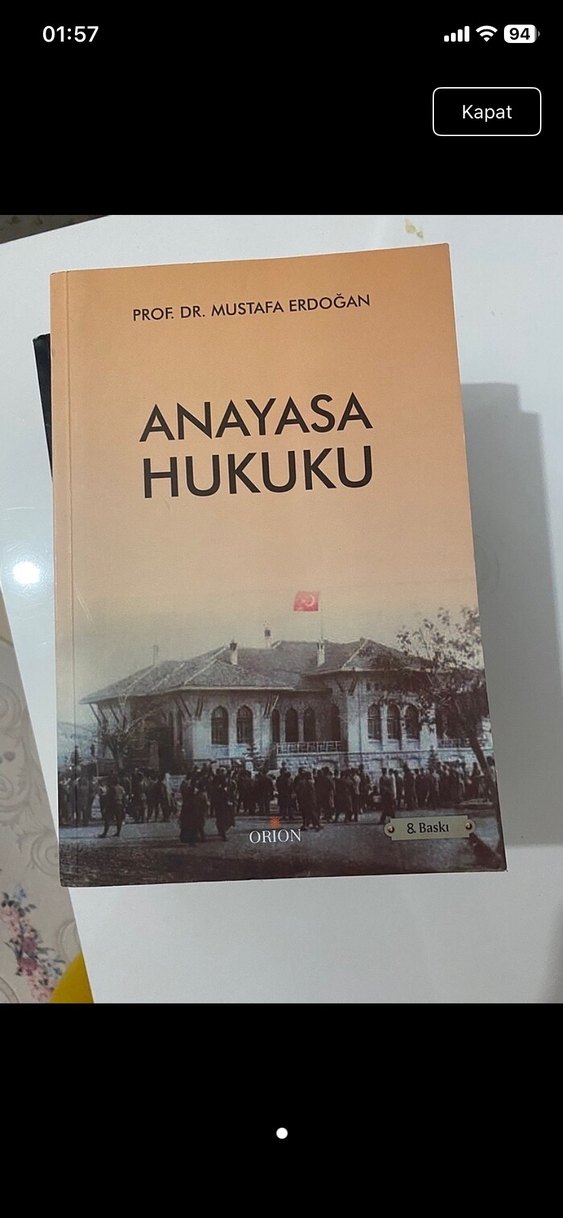 01:57
94
Kapat
PROF. DR. MUSTAFA ERDOĞAN
ANAYASA
HUKUKU
ORION
8. Baskı